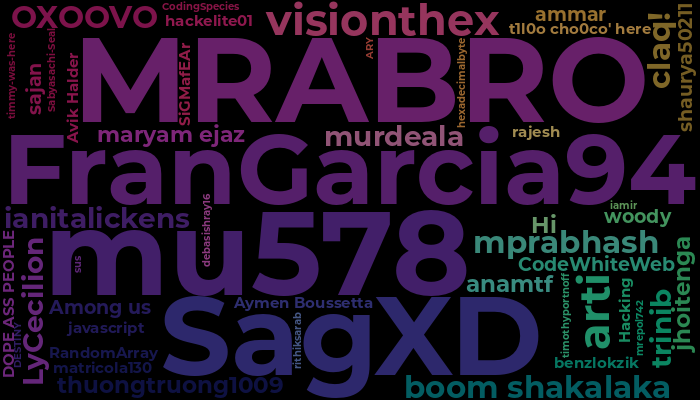 CodingSpecies
OXOOVO
hackelite01
visionthex
ammar
t1l0o cho0co' here
claq!
shaurya50211
timmy-was-here
sajan
Sabyasachi-Seal
Avik Halder
MRABRO
SiGMafEAr
ARY
hexadecimalbyte
maryam ejaz
murdeala
rajesh
FranGarcia94
iamir
woody
ianitalickens
debasishray16
Hi
mprabhash
CodeWhiteWeb
mu578
sus
DOPE ASS PEOPLE
DESTINY
LyCecilion
anamtf
timothyportnoff
arti
Hacking
mrepol742
trinib
jhoitenga
Among us
javascript
Aymen Boussetta
SagXD
rithiksarab
RandomArray
matricola130
thuongtruong1009
benzlokzik
boom shakalaka